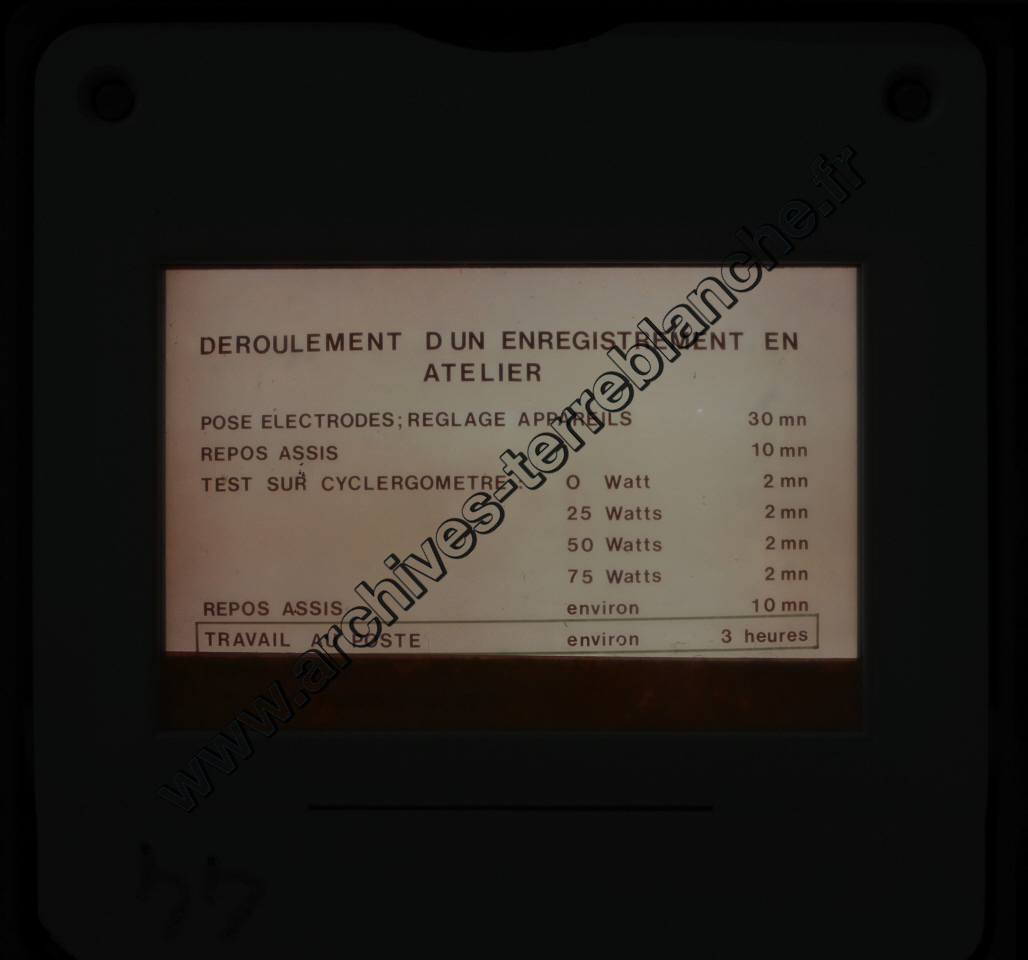 DEROULEMENT D UN ENREGISTREMENT EN
ATELIER
POSE ELECTRODES; REGLAGE APPAREILS 30 mn
REPOS ASSIS 10 mn
TEST SUR CYCLERGOMETRE: O Watt 2 mn
25 Watts 2 mn
50 Watts 2 mn
75 Watts 2 mn
REPOS ASSIS environ 10 mn
TRAVAIL AU POSTE environ 3 heures
www.archives-terreblanche.fr